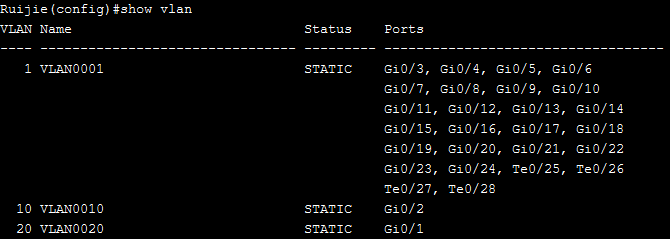 Ruijie(config)#show vlan
VLAN Name                             Status    Ports
---- -------------------------------- --------- -----------------------------------
   1 VLAN0001                         STATIC    Gi0/3, Gi0/4, Gi0/5, Gi0/6
                                                Gi0/7, Gi0/8, Gi0/9, Gi0/10
                                                Gi0/11, Gi0/12, Gi0/13, Gi0/14
                                                Gi0/15, Gi0/16, Gi0/17, Gi0/18
                                                Gi0/19, Gi0/20, Gi0/21, Gi0/22
                                                Gi0/23, Gi0/24, Te0/25, Te0/26
                                                Te0/27, Te0/28
  10 VLAN0010                         STATIC    Gi0/2
  20 VLAN0020                         STATIC    Gi0/1